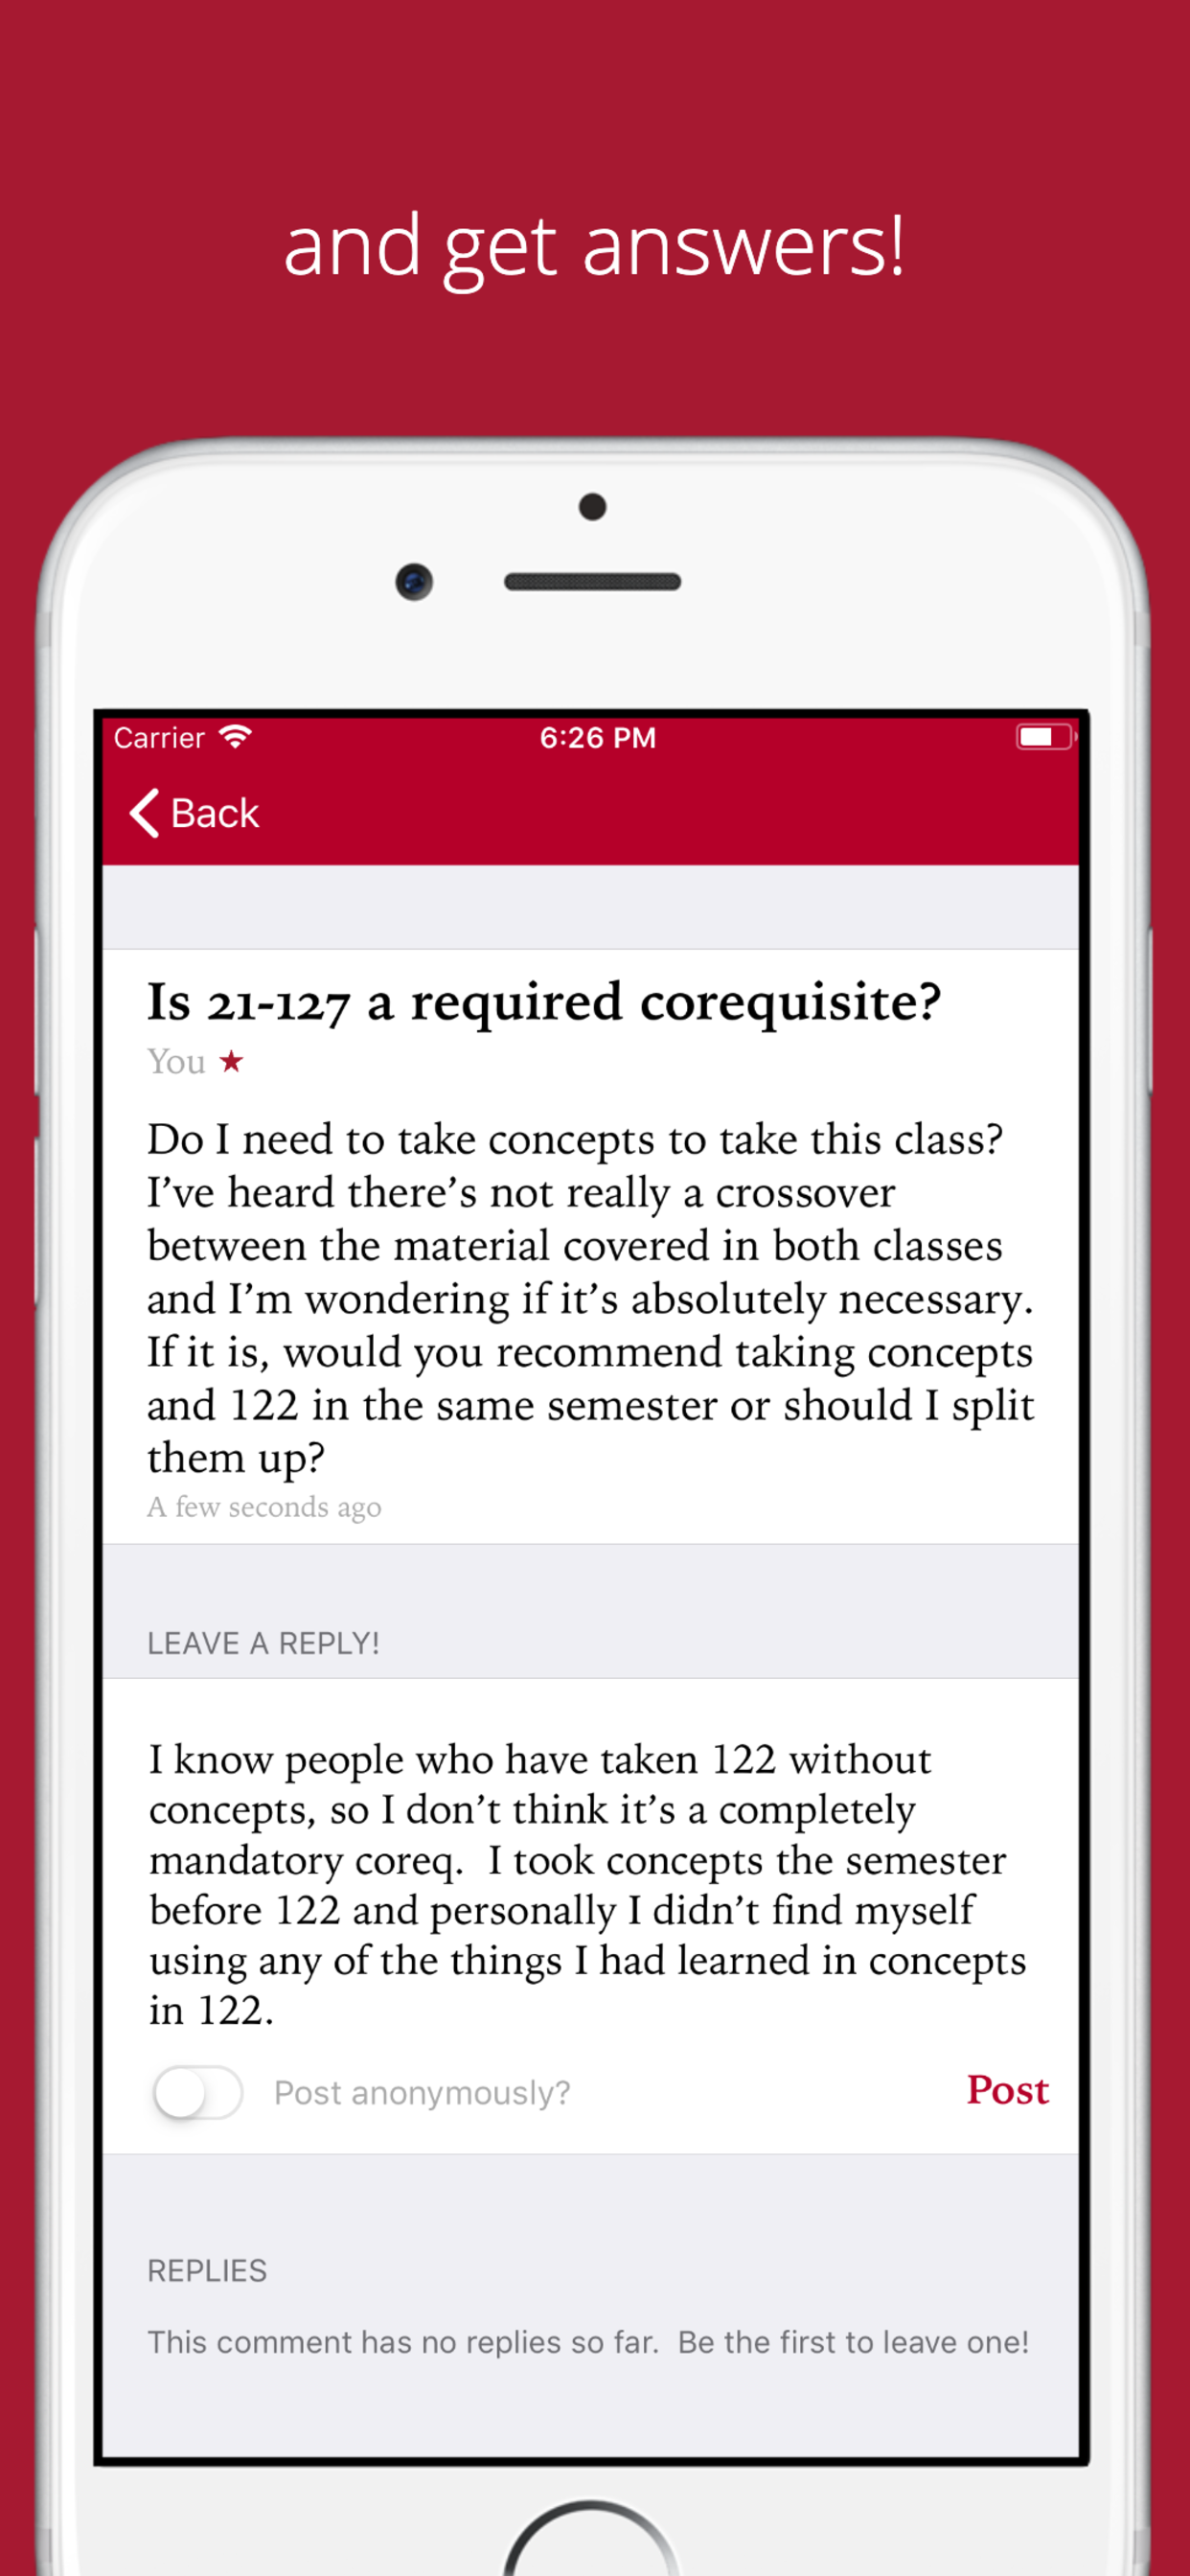 and get answers!
Carrier
6:26 PM
Back
Is 21-127 a required corequisite?
You ★
Do I need to take concepts to take this class?
I’ve heard there’s not really a crossover
between the material covered in both classes
and I’m wondering if it’s absolutely necessary.
If it is, would you recommend taking concepts
and 122 in the same semester or should I split
them up?
A few seconds ago
LEAVE A REPLY!
I know people who have taken 122 without
concepts, so I don’t think it’s a completely
mandatory coreq.  I took concepts the semester
before 122 and personally I didn’t find myself
using any of the things I had learned in concepts
in 122.
Post anonymously?
Post
REPLIES
This comment has no replies so far.  Be the first to leave one!